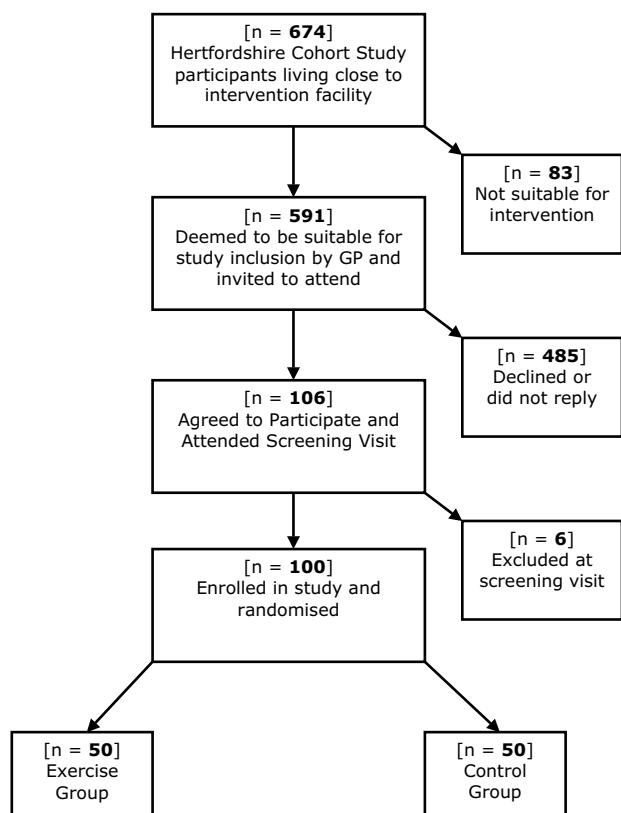 [n = 674]
Hertfordshire Cohort Study
participants living close to
intervention facility
[n = 83]
Not suitable for
intervention
[n = 591]
Deemed to be suitable for
study inclusion by GP and
invited to attend
[n = 485]
Declined or
did not reply
[n = 106]
Agreed to Participate and
Attended Screening Visit
[n = 6]
Excluded at
screening visit
[n = 100]
Enrolled in study and
randomised
[n = 50]
Exercise
Group
[n = 50]
Control
Group